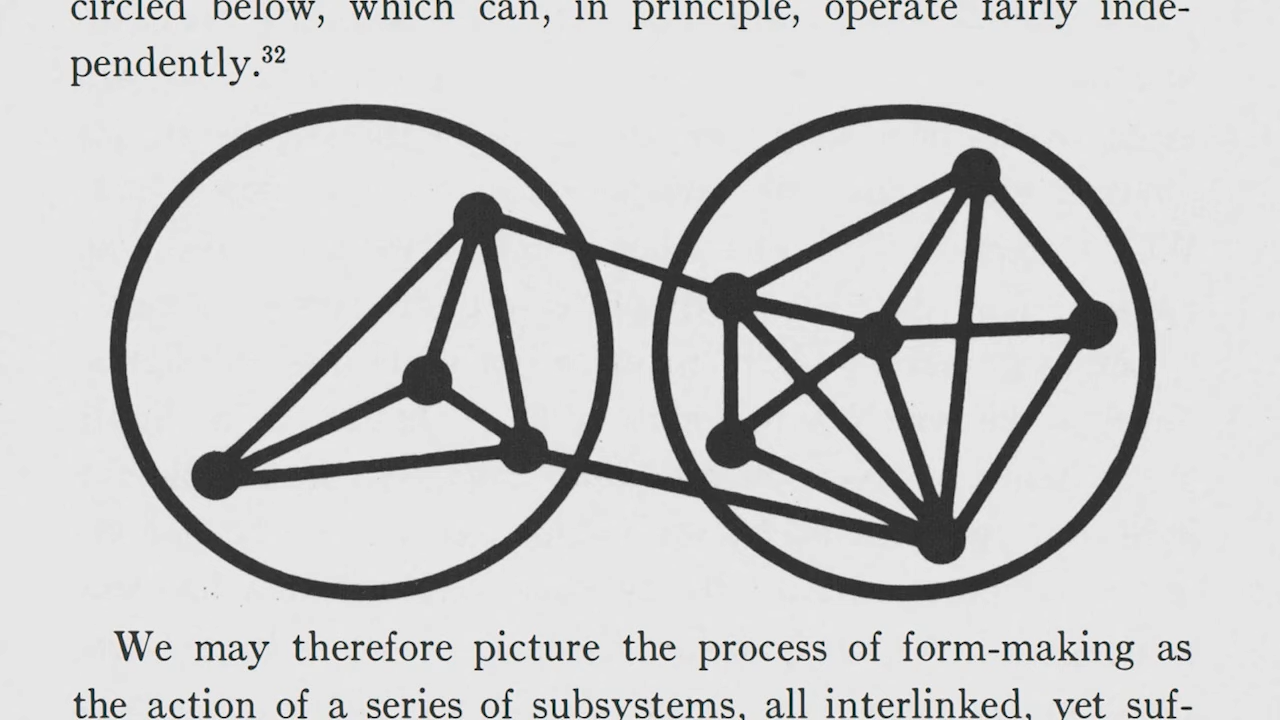 circled below, which can, in principle, operate fairly inde-
pendently.³²
We may therefore picture the process of form-making as
the action of a series of subsystems, all interlinked, yet suf-